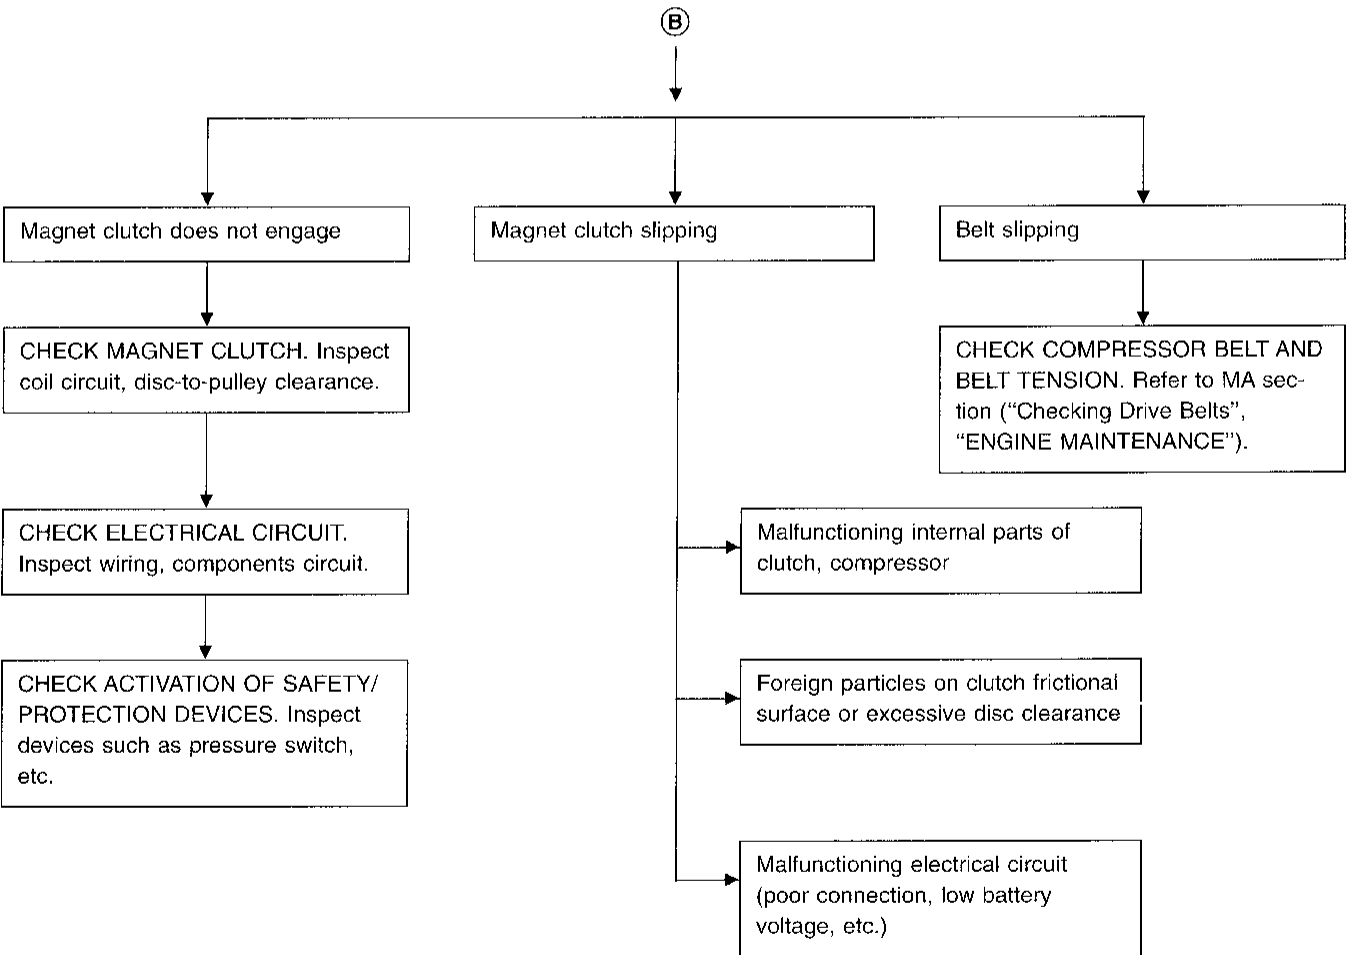 B
Magnet clutch does not engage
Magnet clutch slipping
Belt slipping
CHECK MAGNET CLUTCH. Inspect
coil circuit, disc-to-pulley clearance.
CHECK COMPRESSOR BELT AND
BELT TENSION. Refer to MA sec-
tion (“Checking Drive Belts”,
“ENGINE MAINTENANCE”).
CHECK ELECTRICAL CIRCUIT.
Inspect wiring, components circuit.
Malfunctioning internal parts of
clutch, compressor
CHECK ACTIVATION OF SAFETY/
PROTECTION DEVICES. Inspect
devices such as pressure switch,
etc.
Foreign particles on clutch frictional
surface or excessive disc clearance
Malfunctioning electrical circuit
(poor connection, low battery
voltage, etc.)